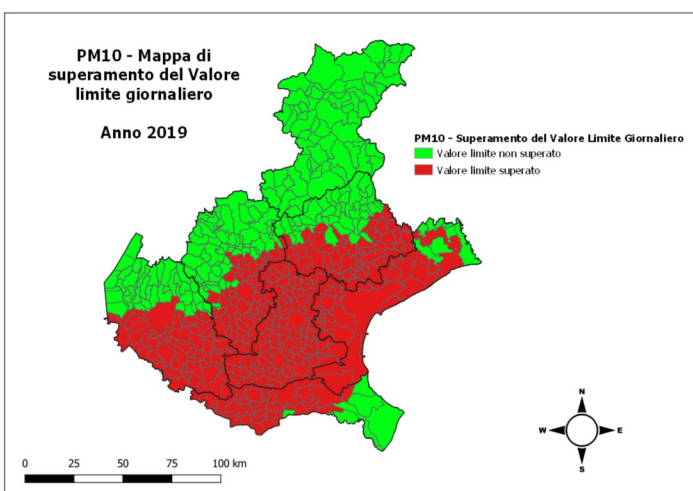 PM10 - Mappa di
superamento del Valore
limite giornaliero
Anno 2019
PM10 - Superamento del Valore Limite Giornaliero
Valore limite non superato
Valore limite superato
N
W E
S
0 25 50 75 100 km